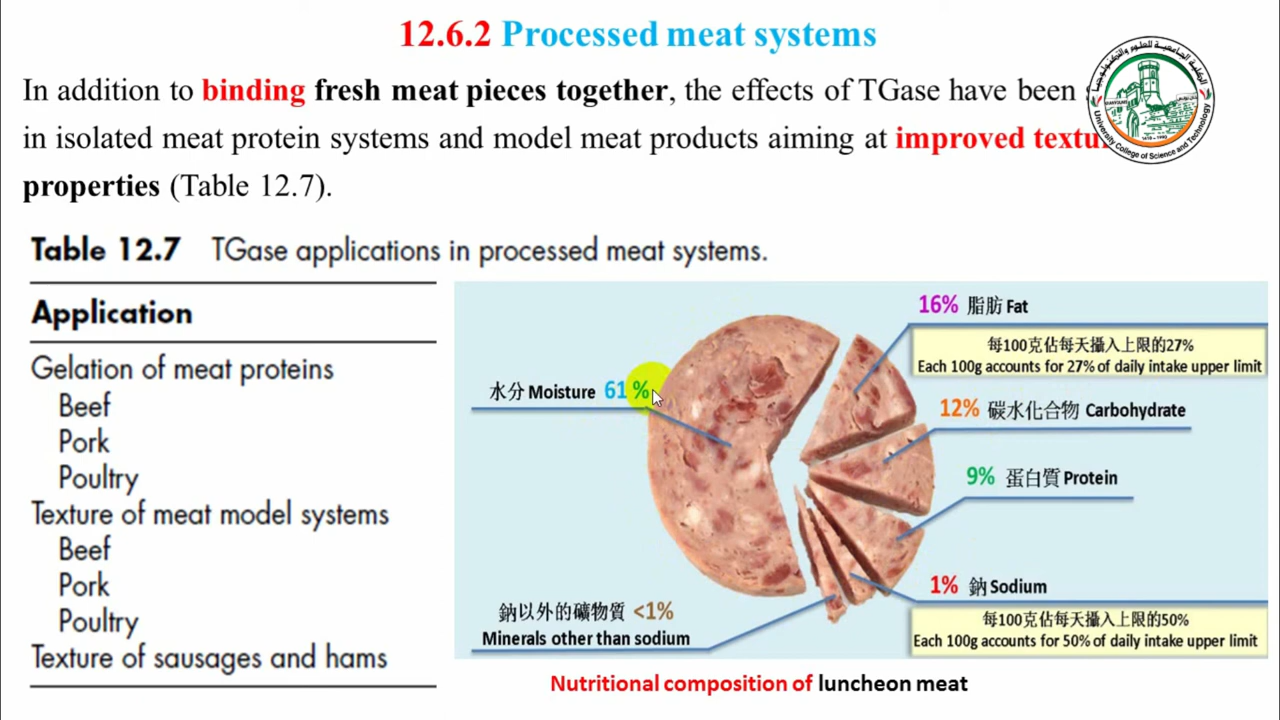 12.6.2 Processed meat systems
In addition to binding fresh meat pieces together, the effects of TGase have been
in isolated meat protein systems and model meat products aiming at improved textu
properties (Table 12.7).
Table 12.7 TGase applications in processed meat systems.
Application
Gelation of meat proteins
Beef
Pork
Poultry
Texture of meat model systems
Beef
Pork
Poultry
Texture of sausages and hams
16% 脂肪 Fat
每100克佔每天攝入上限的27%
Each 100g accounts for 27% of daily intake upper limit
水分 Moisture 61 %
12% 碳水化合物 Carbohydrate
9% 蛋白質 Protein
1% 鈉 Sodium
每100克佔每天攝入上限的50%
Each 100g accounts for 50% of daily intake upper limit
鈉以外的礦物質 <1%
Minerals other than sodium
Nutritional composition of luncheon meat
University College of Science and Technology